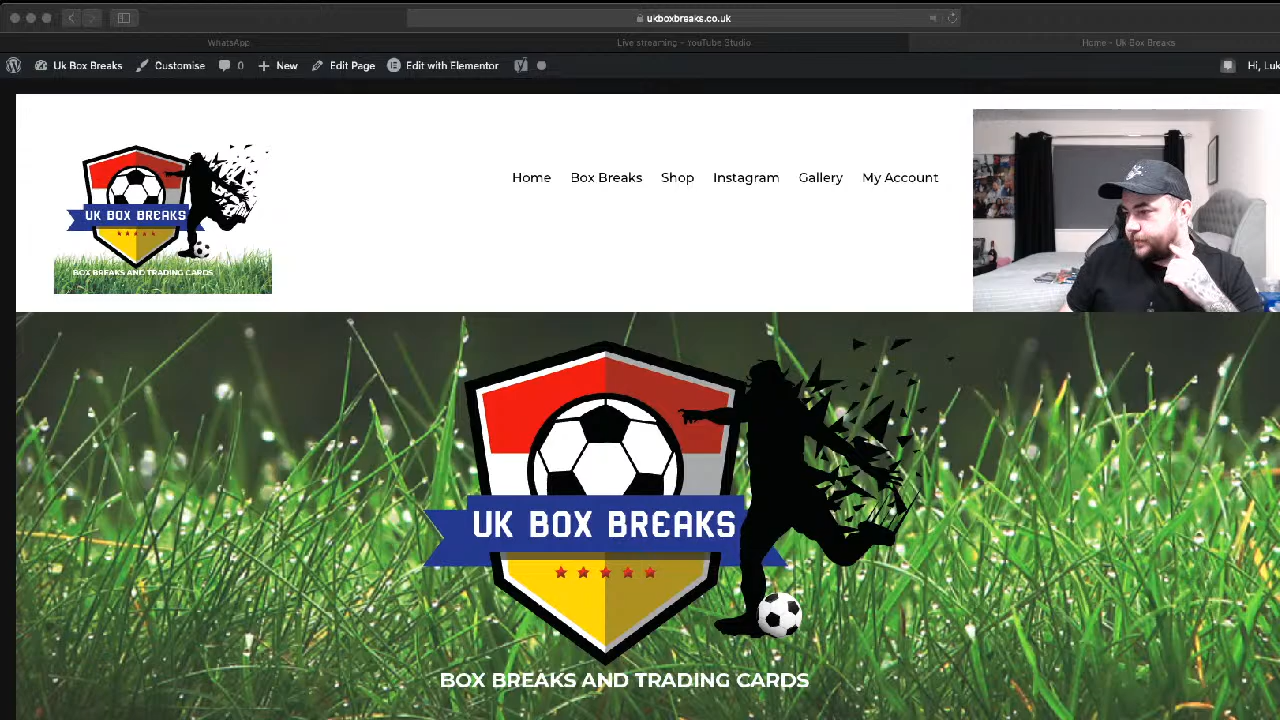 ukboxbreaks.co.uk
WhatsApp
Live streaming - YouTube Studio
Home - Uk Box Breaks
Uk Box Breaks
Customise
0
New
Edit Page
Edit with Elementor
Hi, Luk
UK BOX BREAKS
BOX BREAKS AND TRADING CARDS
Home
Box Breaks
Shop
Instagram
Gallery
My Account
UK BOX BREAKS
BOX BREAKS AND TRADING CARDS